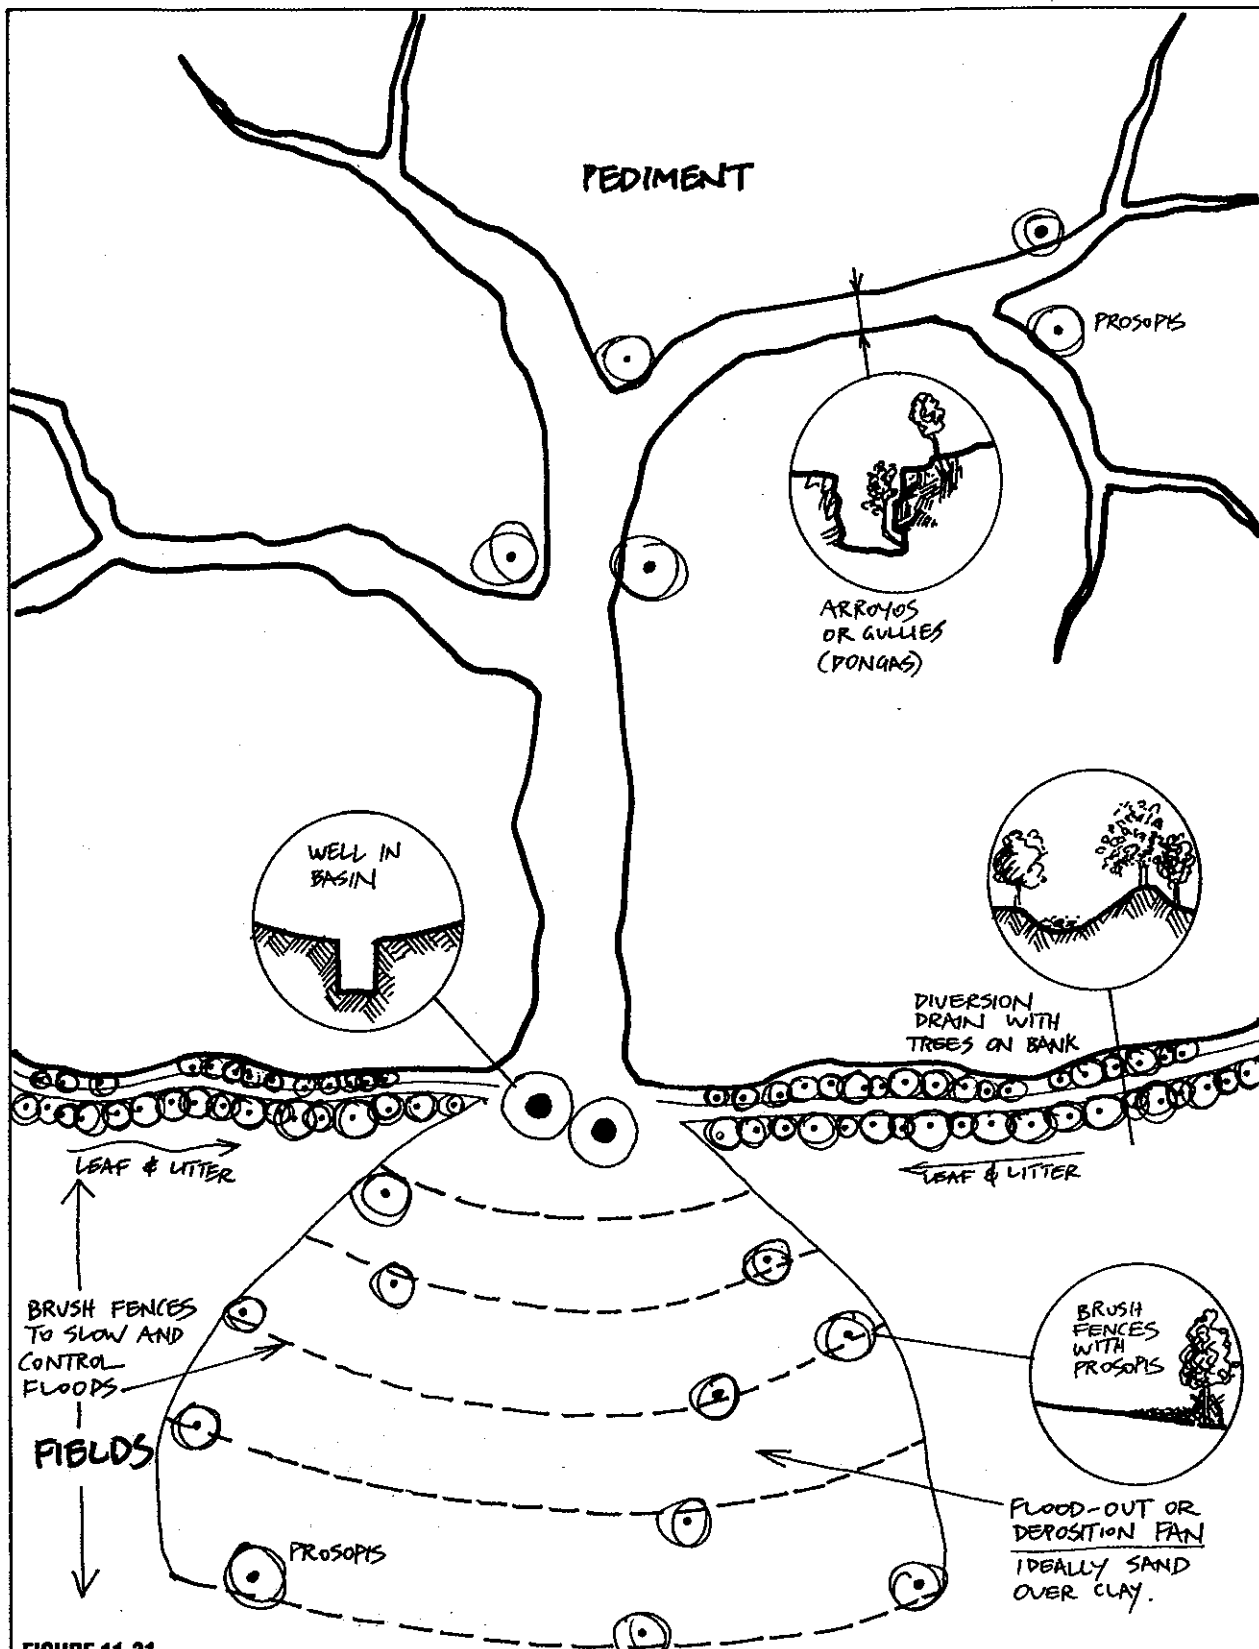 PEDIMENT
PROSOPIS
ARROYOS
OR GULLIES
(DONGAS)
WELL IN
BASIN
DIVERSION
DRAIN WITH
TREES ON BANK
LEAF & LITTER
LEAF & LITTER
BRUSH FENCES
TO SLOW AND
CONTROL
FLOODS
FIELDS
BRUSH
FENCES
WITH
PROSOPIS
FLOOD-OUT OR
DEPOSITION FAN
IDEALLY SAND
OVER CLAY.
PROSOPIS